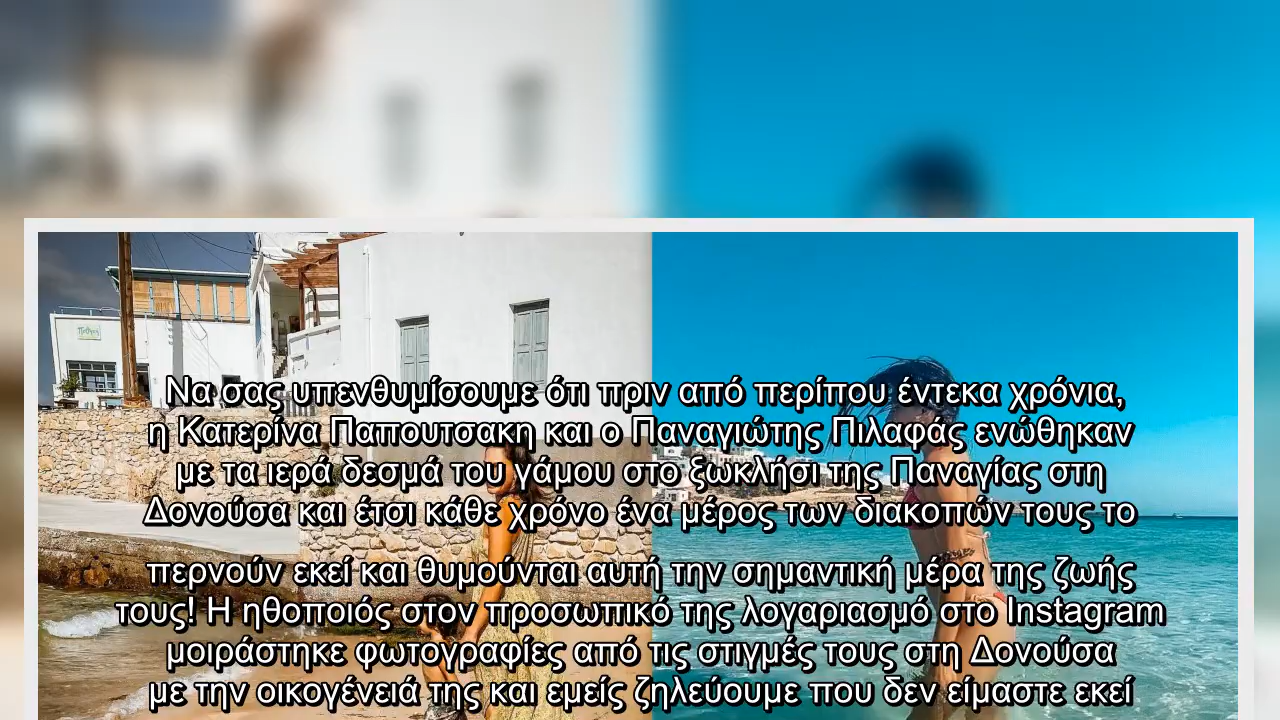 Να σας υπενθυμίσουμε ότι πριν από περίπου έντεκα χρόνια,
η Κατερίνα Παπουτσακη και ο Παναγιώτης Πιλαφάς ενώθηκαν
με τα ιερά δεσμά του γάμου στο ξωκλήσι της Παναγίας στη
Δονούσα και έτσι κάθε χρόνο ένα μέρος των διακοπών τους το
περνούν εκεί και θυμούνται αυτή την σημαντική μέρα της ζωής
τους! Η ηθοποιός στον προσωπικό της λογαριασμό στο Instagram
μοιράστηκε φωτογραφίες από τις στιγμές τους στη Δονούσα
με την οικογένειά της και εμείς ζηλεύουμε που δεν είμαστε εκεί